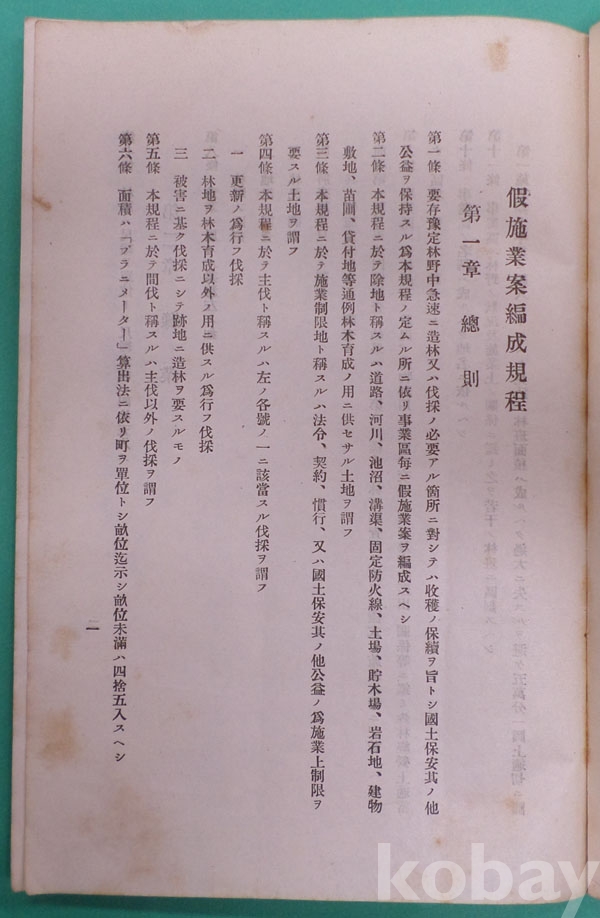 假施業案編成規程
第一章 總則
第一條 要存豫定林野中急速ニ造林又ハ伐採ノ必要アル箇所ニ對シテハ收穫ノ保續ヲ旨トシ國土保安其ノ他
公益ヲ保持スル爲本規程ノ定ムル所ニ依リ事業區每ニ假施業案ヲ編成スヘシ
第二條 本規程ニ於テ除地ト稱スルハ道路、河川、池沼、溝渠、固定防火線、土場、貯木場、岩石地、建物
敷地、苗圃、貸付地等通例林木育成ノ用ニ供セサル土地ヲ謂フ
第三條 本規程ニ於テ施業制限地ト稱スルハ法令、契約、慣行、又ハ國土保安其ノ他公益ノ爲施業上制限ヲ
要スル土地ヲ謂フ
第四條 本規程ニ於テ主伐ト稱スルハ左ノ各號ノ一ニ該當スル伐採ヲ謂フ
一 更新ノ爲行フ伐採
二 林地ヲ林木育成以外ノ用ニ供スル爲行フ伐採
三 被害ニ基ク伐採ニシテ跡地ニ造林ヲ要スルモノ
第五條 本規程ニ於テ間伐ト稱スルハ主伐以外ノ伐採ヲ謂フ
第六條 面積ハ「プラニメーター」算出法ニ依リ町ヲ單位トシ畝位迄示シ畝位未滿ハ四捨五入スヘシ
一
kobay